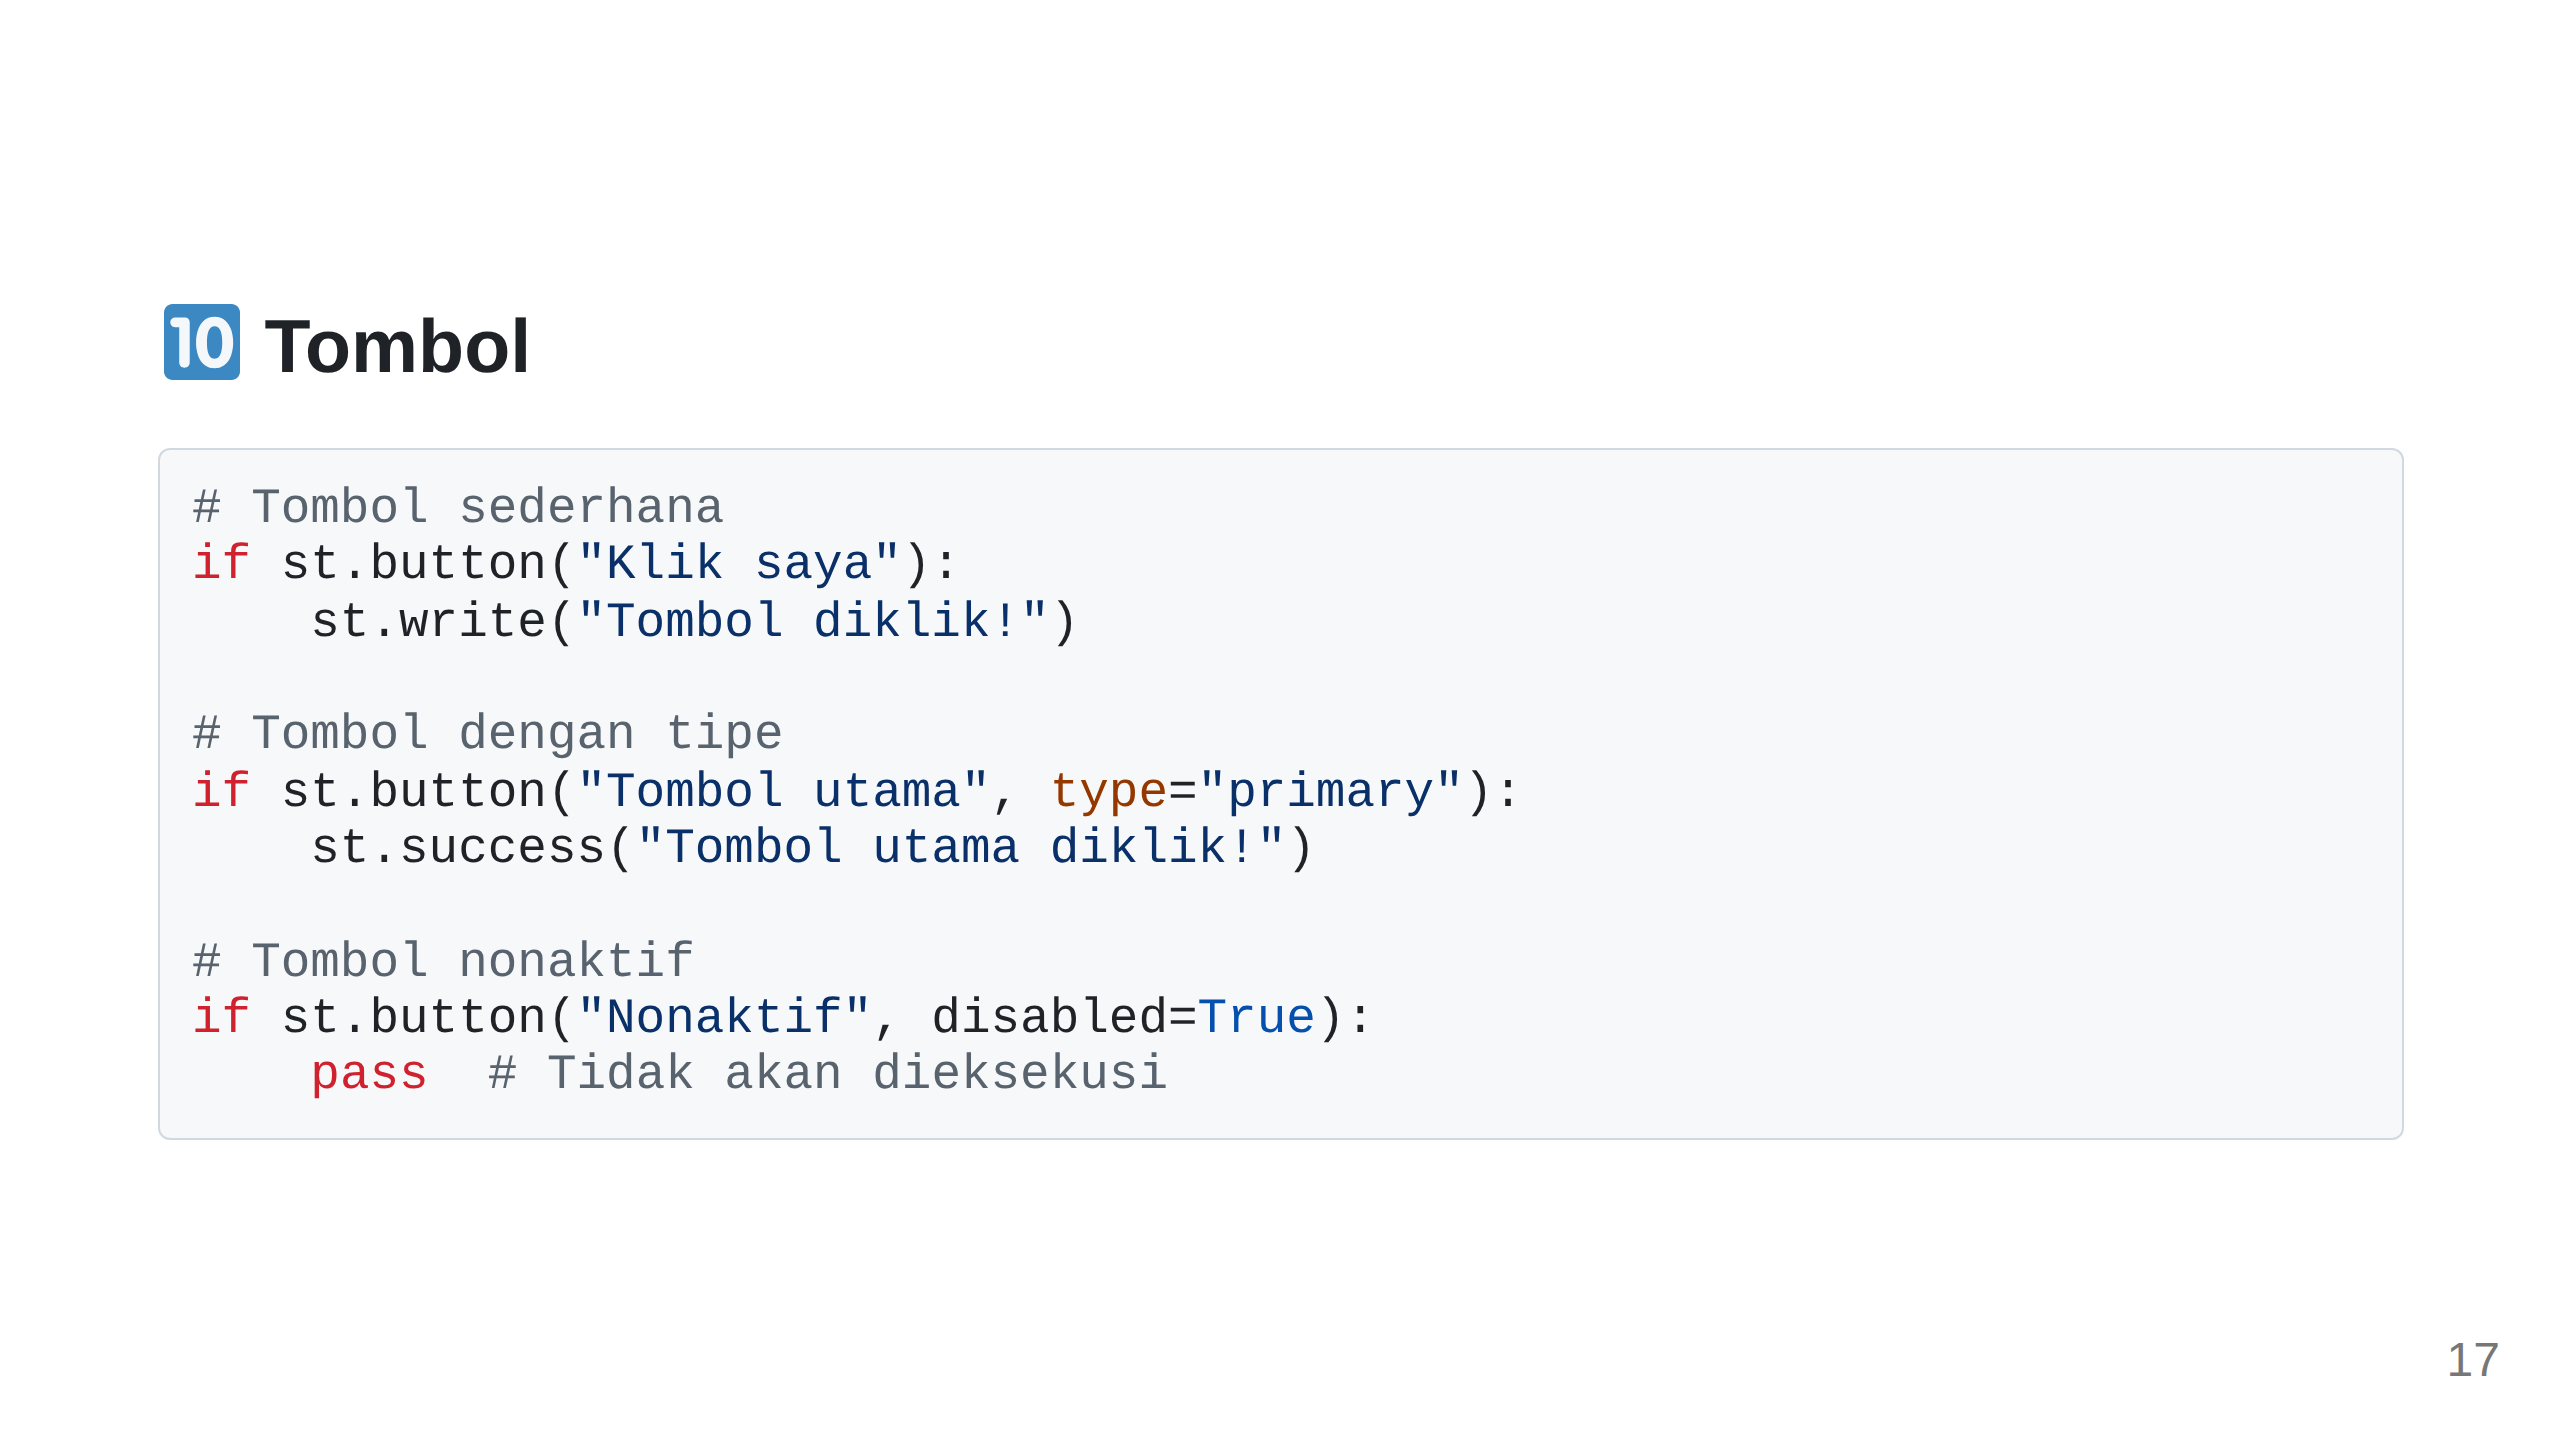 🔟 Tombol
# Tombol sederhana
if st.button("Klik saya"):
    st.write("Tombol diklik!")

# Tombol dengan tipe
if st.button("Tombol utama", type="primary"):
    st.success("Tombol utama diklik!")

# Tombol nonaktif
if st.button("Nonaktif", disabled=True):
    pass  # Tidak akan dieksekusi
17